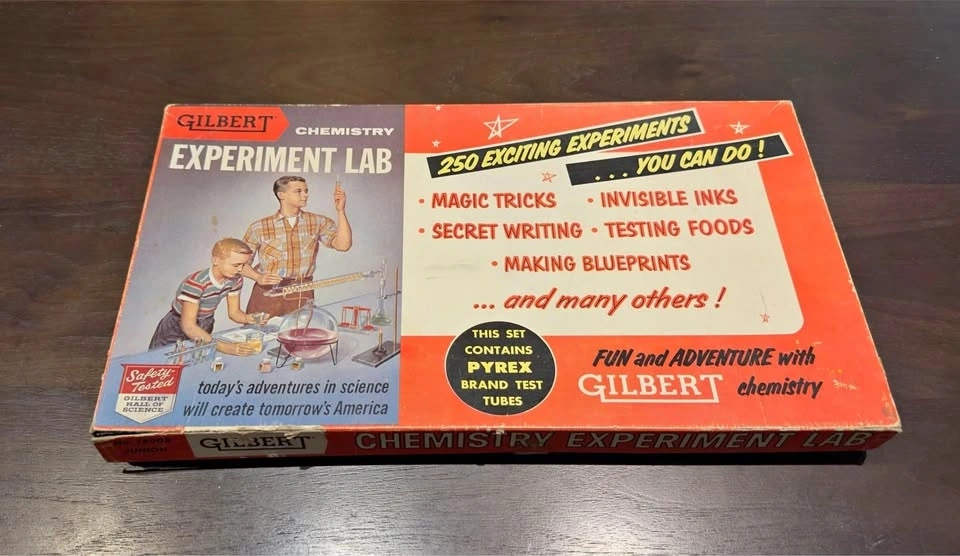 GILBERT CHEMISTRY
EXPERIMENT LAB
Safety-
Tested
GILBERT
HALL OF
SCIENCE
today's adventures in science
will create tomorrow's America
250 EXCITING EXPERIMENTS
...YOU CAN DO!
• MAGIC TRICKS • INVISIBLE INKS
• SECRET WRITING • TESTING FOODS
• MAKING BLUEPRINTS
... and many others!
THIS SET
CONTAINS
PYREX
BRAND TEST
TUBES
FUN and ADVENTURE with
GILBERT chemistry
JUNIOR
GILBERT CHEMISTRY EXPERIMENT LAB